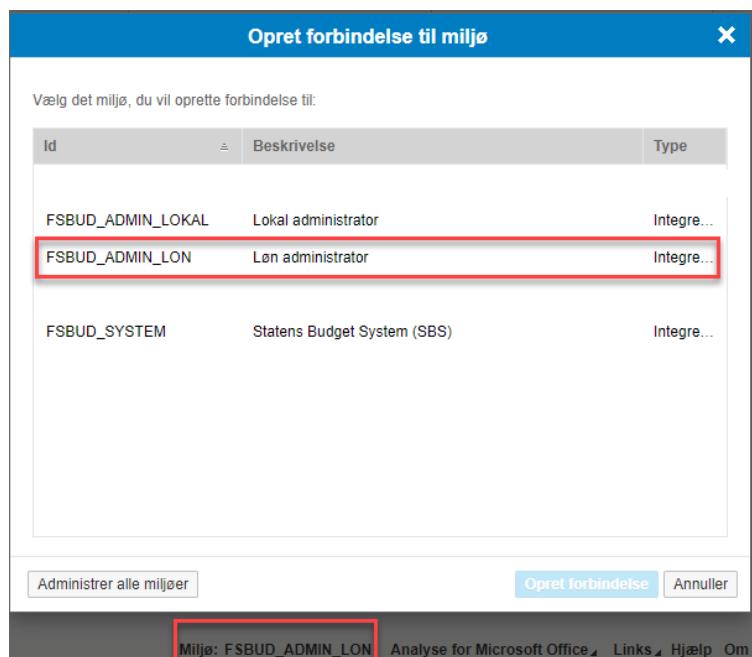 Opret forbindelse til miljø
Vælg det miljø, du vil oprette forbindelse til:
Id Beskrivelse Type
FSBUD_ADMIN_LOKAL Lokal administrator Integre...
FSBUD_ADMIN_LON Løn administrator Integre...
FSBUD_SYSTEM Statens Budget System (SBS) Integre...
Administrer alle miljøer Opret forbindelse Annuller
Miljø: FSBUD_ADMIN_LON Analyse for Microsoft Office Links Hjælp Om